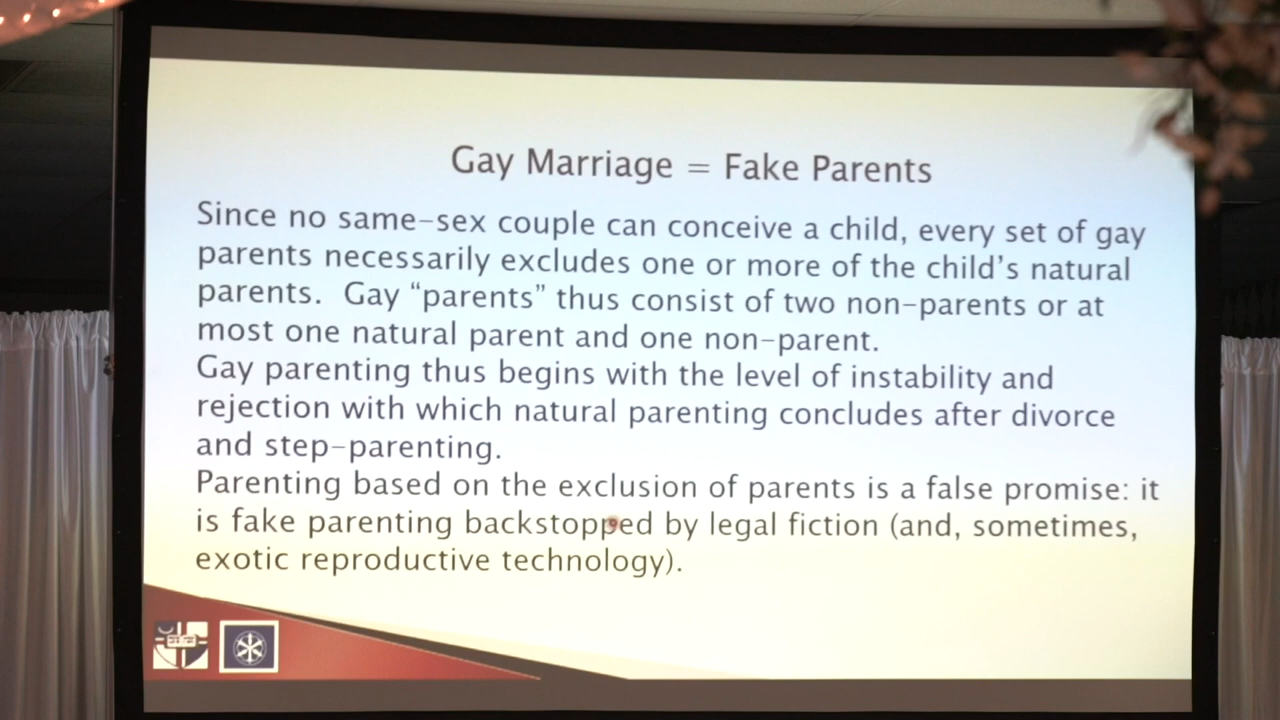 Gay Marriage = Fake Parents
Since no same-sex couple can conceive a child, every set of gay
parents necessarily excludes one or more of the child's natural
parents.  Gay “parents” thus consist of two non-parents or at
most one natural parent and one non-parent.
Gay parenting thus begins with the level of instability and
rejection with which natural parenting concludes after divorce
and step-parenting.
Parenting based on the exclusion of parents is a false promise: it
is fake parenting backstopped by legal fiction (and, sometimes,
exotic reproductive technology).